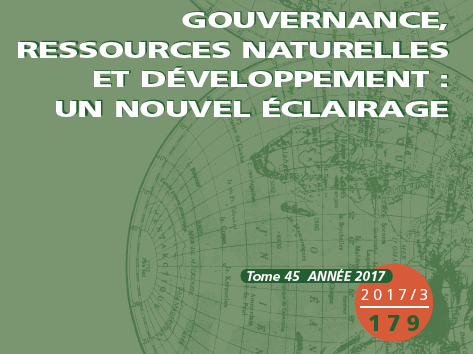 GOUVERNANCE,
RESSOURCES NATURELLES
ET DÉVELOPPEMENT :
UN NOUVEL ÉCLAIRAGE
Tome 45 ANNÉE 2017
2017/3
179